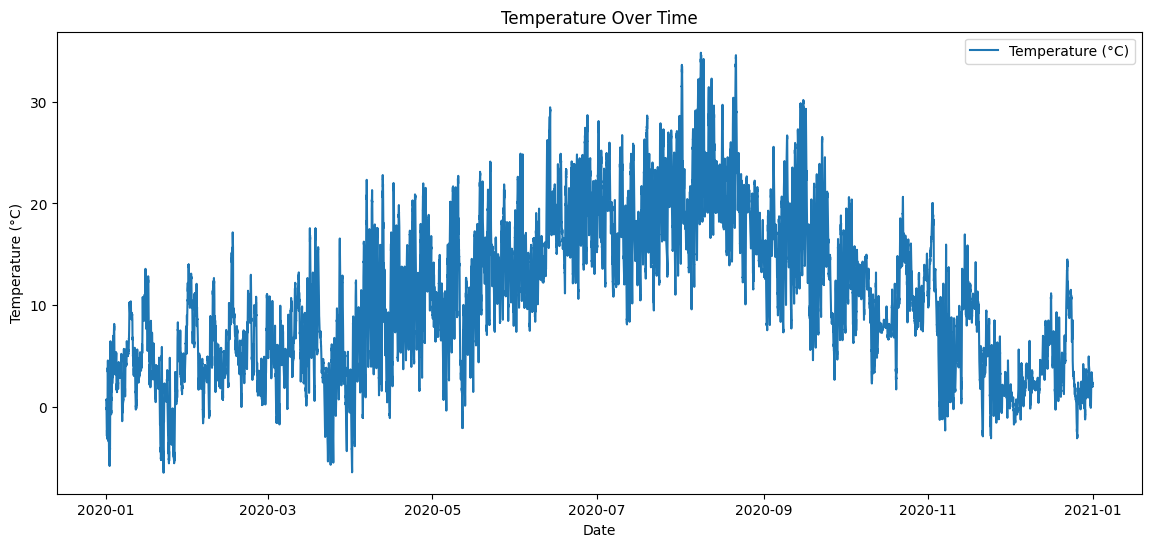 Temperature Over Time
Temperature (°C)
Temperature (°C)
30
20
10
0
2020-01
2020-03
2020-05
2020-07
2020-09
2020-11
2021-01
Date